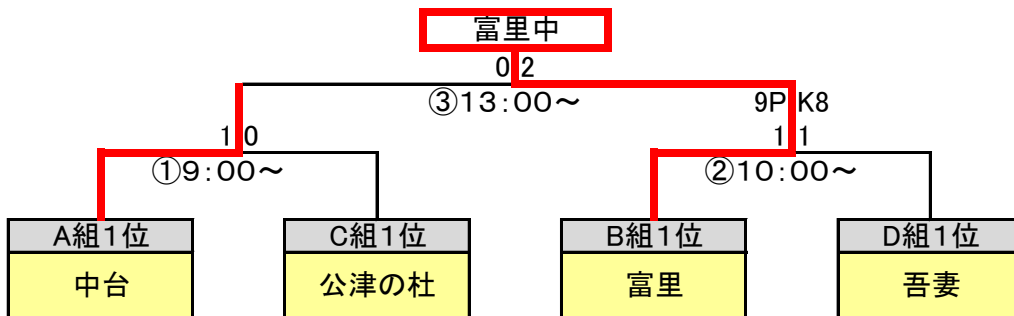 富里中
0 2
③13:00～
9P K8
1 0
1 1
①9:00～
②10:00～
A組1位
C組1位
B組1位
D組1位
中台
公津の杜
富里
吾妻